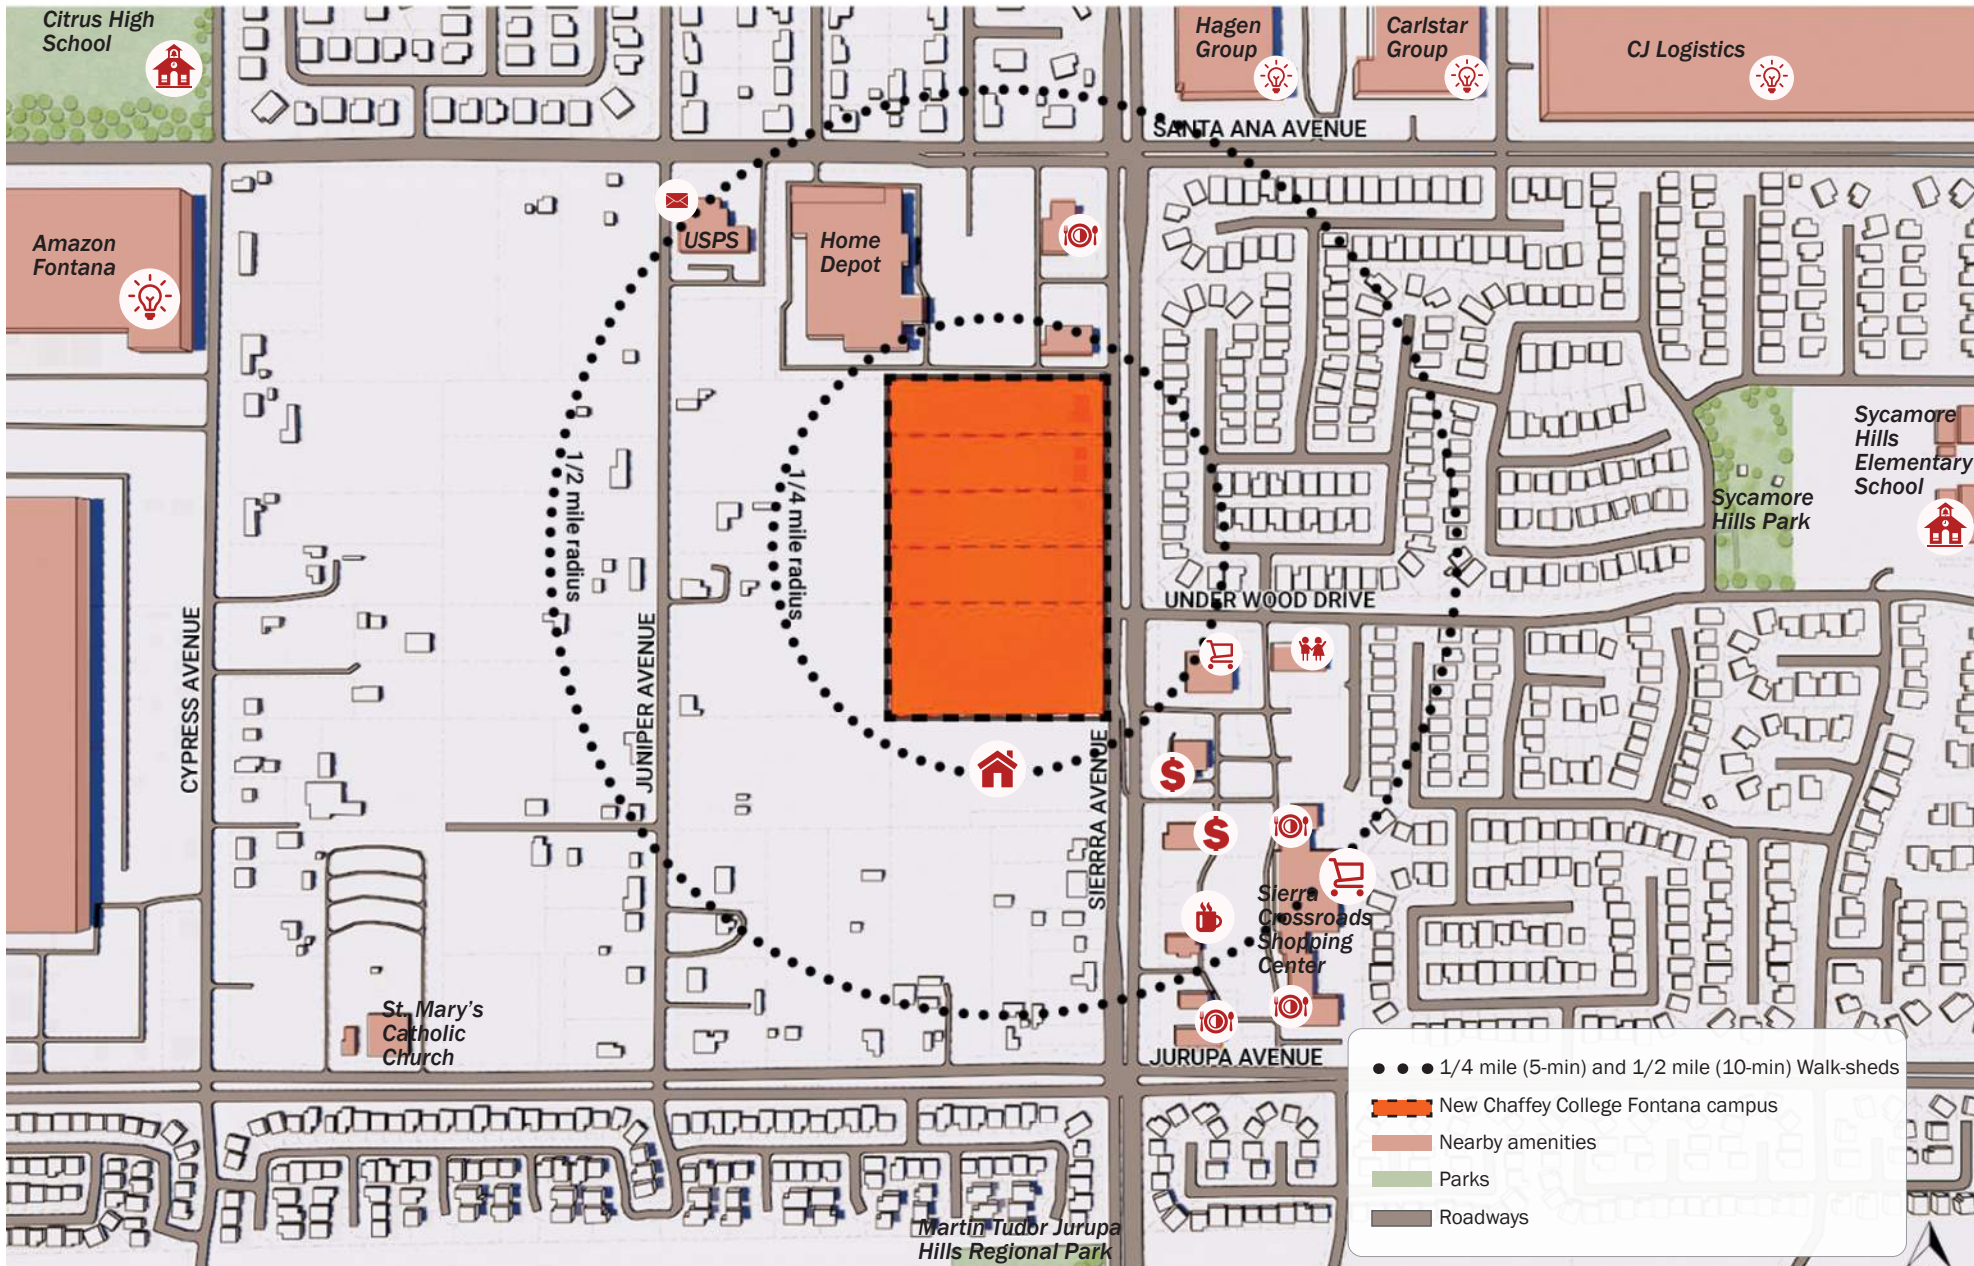 Citrus High
School
Hagen
Group
Carlstar
Group
CJ Logistics
SANTA ANA AVENUE
Amazon
Fontana
USPS
Home
Depot
Sycamore
Hills
Elementary
School
Sycamore
Hills Park
1/2 mile radius
1/4 mile radius
UNDER WOOD DRIVE
CYPRESS AVENUE
JUNIPER AVENUE
SIERRRA AVENUE
$
$
Sierra
Crossroads
Shopping
Center
St. Mary's
Catholic
Church
JURUPA AVENUE
1/4 mile (5-min) and 1/2 mile (10-min) Walk-sheds
New Chaffey College Fontana campus
Nearby amenities
Parks
Roadways
Martin Tudor Jurupa
Hills Regional Park